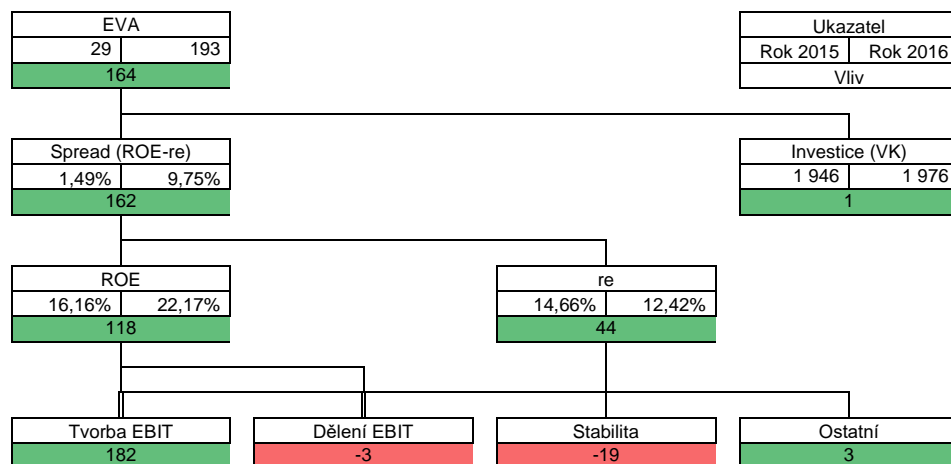 EVA
29 193
164
Ukazatel
Rok 2015 Rok 2016
Vliv
Spread (ROE-re)
1,49% 9,75%
162
Investice (VK)
1 946 1 976
1
ROE
16,16% 22,17%
118
re
14,66% 12,42%
44
Tvorba EBIT
182
Dělení EBIT
-3
Stabilita
-19
Ostatní
3